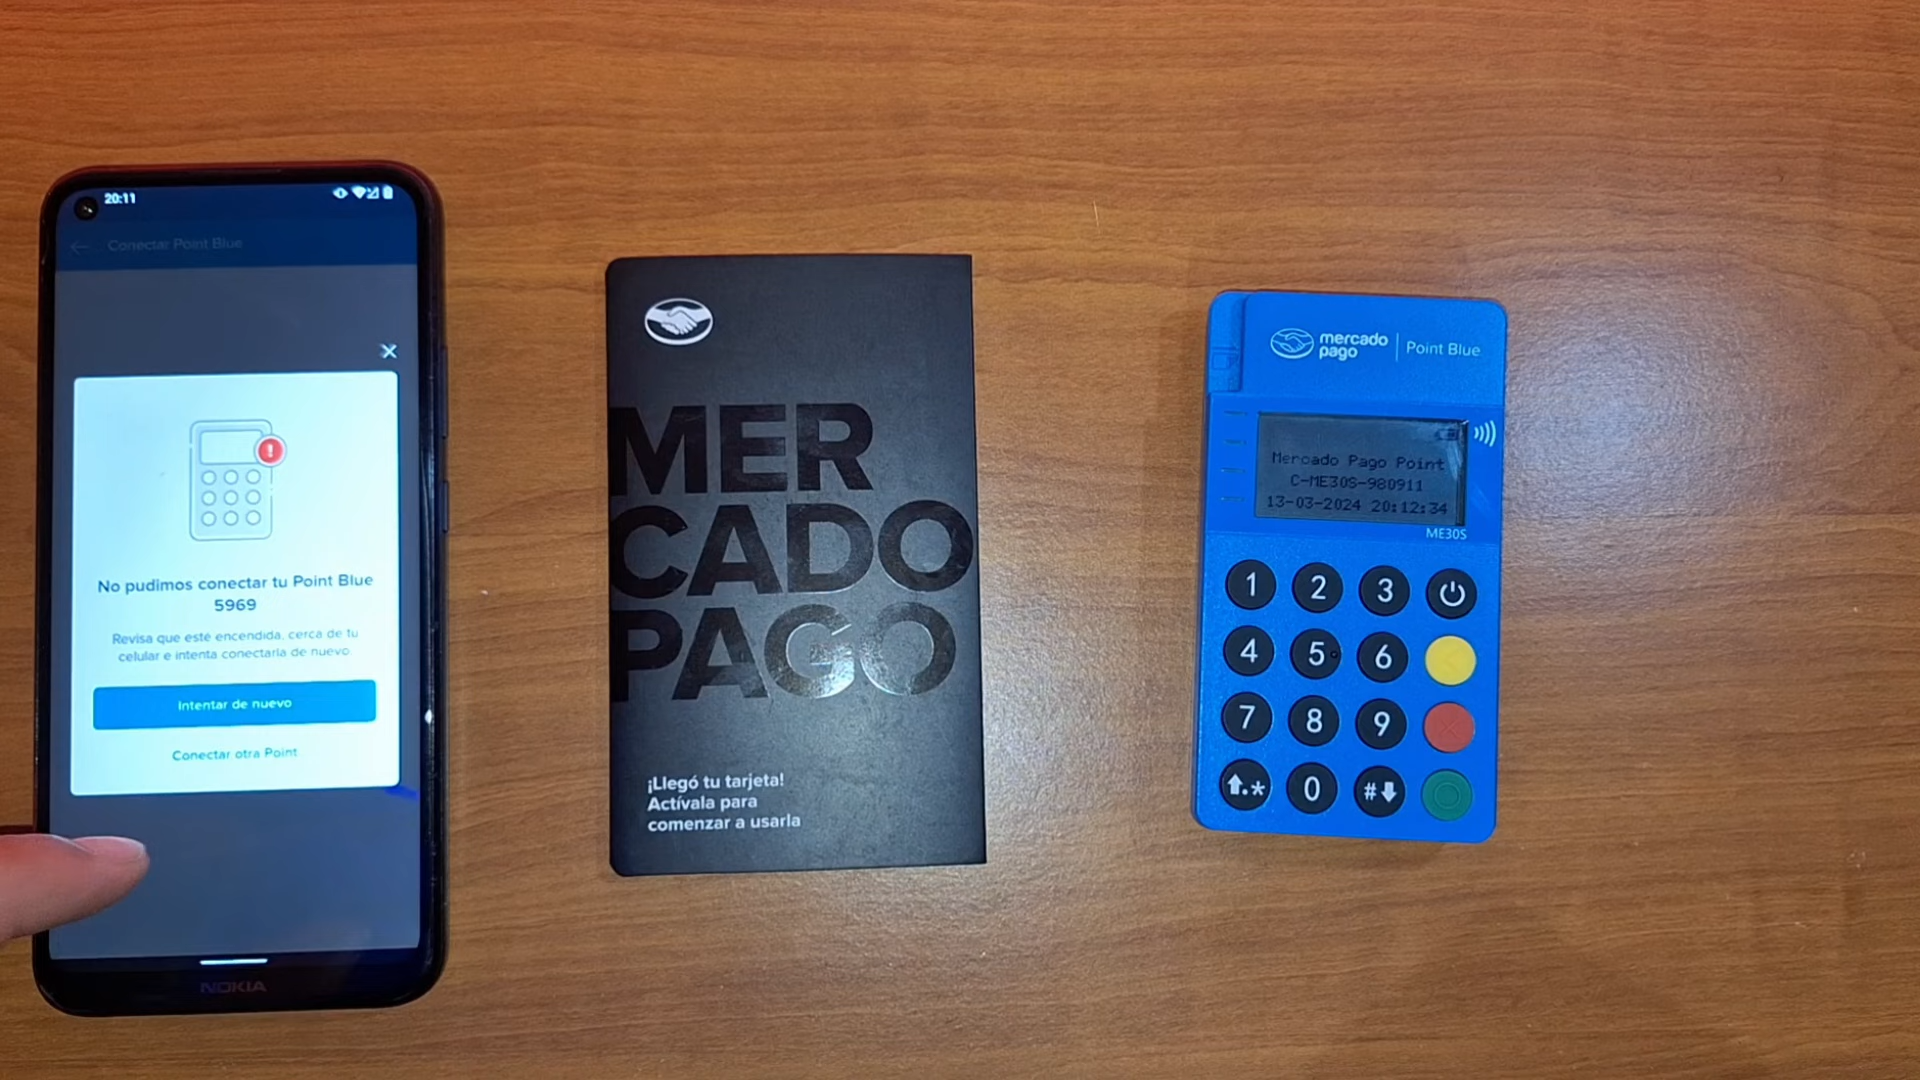 20:11
Conectar Point Blue
No pudimos conectar tu Point Blue
5969
Revisa que esté encendida, cerca de tu
celular e intenta conectarla de nuevo.
Intentar de nuevo
Conectar otra Point
NOKIA
MER
CADO
PAGO
¡Llegó tu tarjeta!
Actívala para
comenzar a usarla
mercado
pago
Point Blue
Mercado Pago Point
C-ME30S-980911
13-03-2024 20:12:34
ME30S
1 2 3
4 5 6
7 8 9
.* 0 #